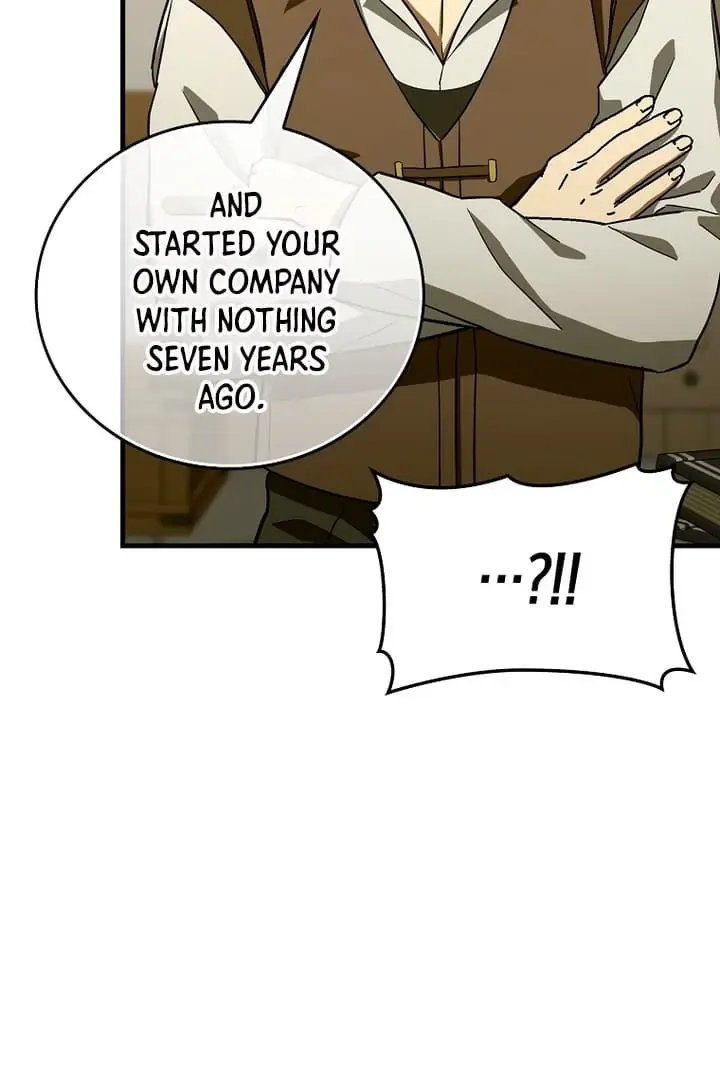 AND
STARTED YOUR
OWN COMPANY
WITH NOTHING
SEVEN YEARS
AGO.
...?!!